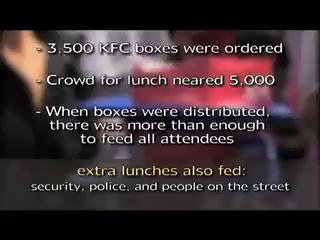 - 3,500 KFC boxes were ordered
- Crowd for lunch neared 5,000
- When boxes were distributed,
there was more than enough
to feed all attendees
extra lunches also fed:
security, police, and people on the street